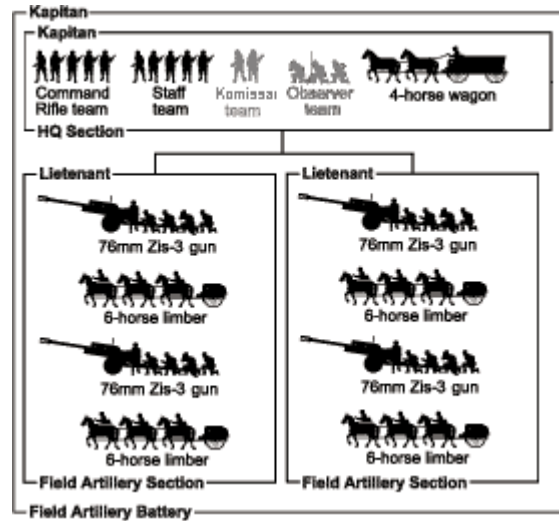 Kapitan
Kapitan
Command
Rifle team
Staff
team
Komissar
team
Observer
team
4-horse wagon
HQ Section
Lietenant
76mm Zis-3 gun
6-horse limber
76mm Zis-3 gun
6-horse limber
Field Artillery Section
Lietenant
76mm Zis-3 gun
6-horse limber
76mm Zis-3 gun
6-horse limber
Field Artillery Section
Field Artillery Battery